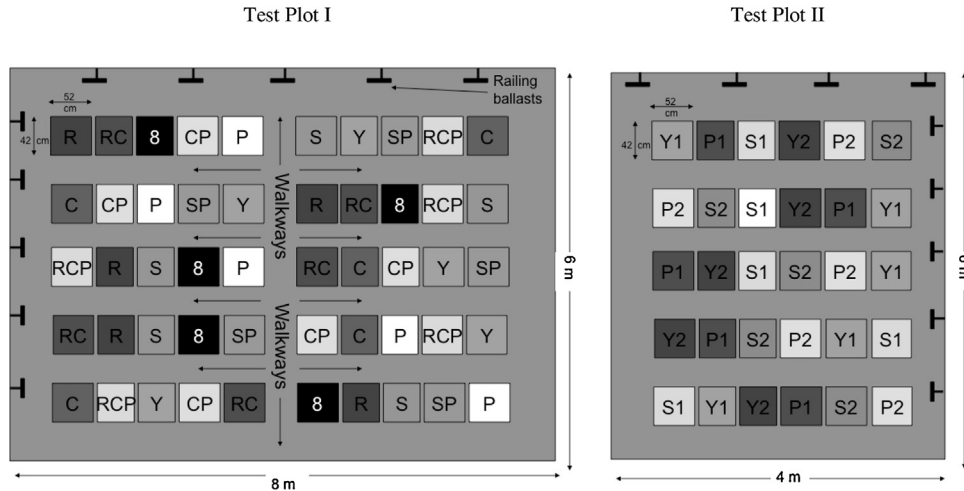 Test Plot I
Test Plot II
Railing
ballasts
52
cm
42 cm
R RC 8 CP P S Y SP RCP C
C CP P SP Y R RC 8 RCP S
RCP R S 8 P RC C CP Y SP
RC R S 8 SP CP C P RCP Y
C RCP Y CP RC 8 R S SP P
Walkways
Walkways
6 m
8 m
52
cm
42 cm
Y1 P1 S1 Y2 P2 S2
P2 S2 S1 Y2 P1 Y1
P1 Y2 S1 S2 P2 Y1
Y2 P1 S2 P2 Y1 S1
S1 Y1 Y2 P1 S2 P2
4 m